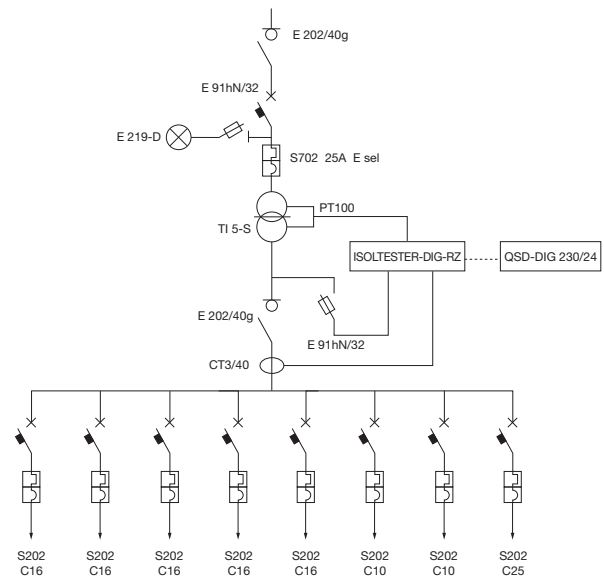 E 202/40g
E 91hN/32
E 219-D
S702 25A E sel
PT100
TI 5-S
ISOLTESTER-DIG-RZ
QSD-DIG 230/24
E 202/40g
E 91hN/32
CT3/40
S202 S202 S202 S202 S202 S202 S202 S202
C16 C16 C16 C16 C16 C10 C10 C25